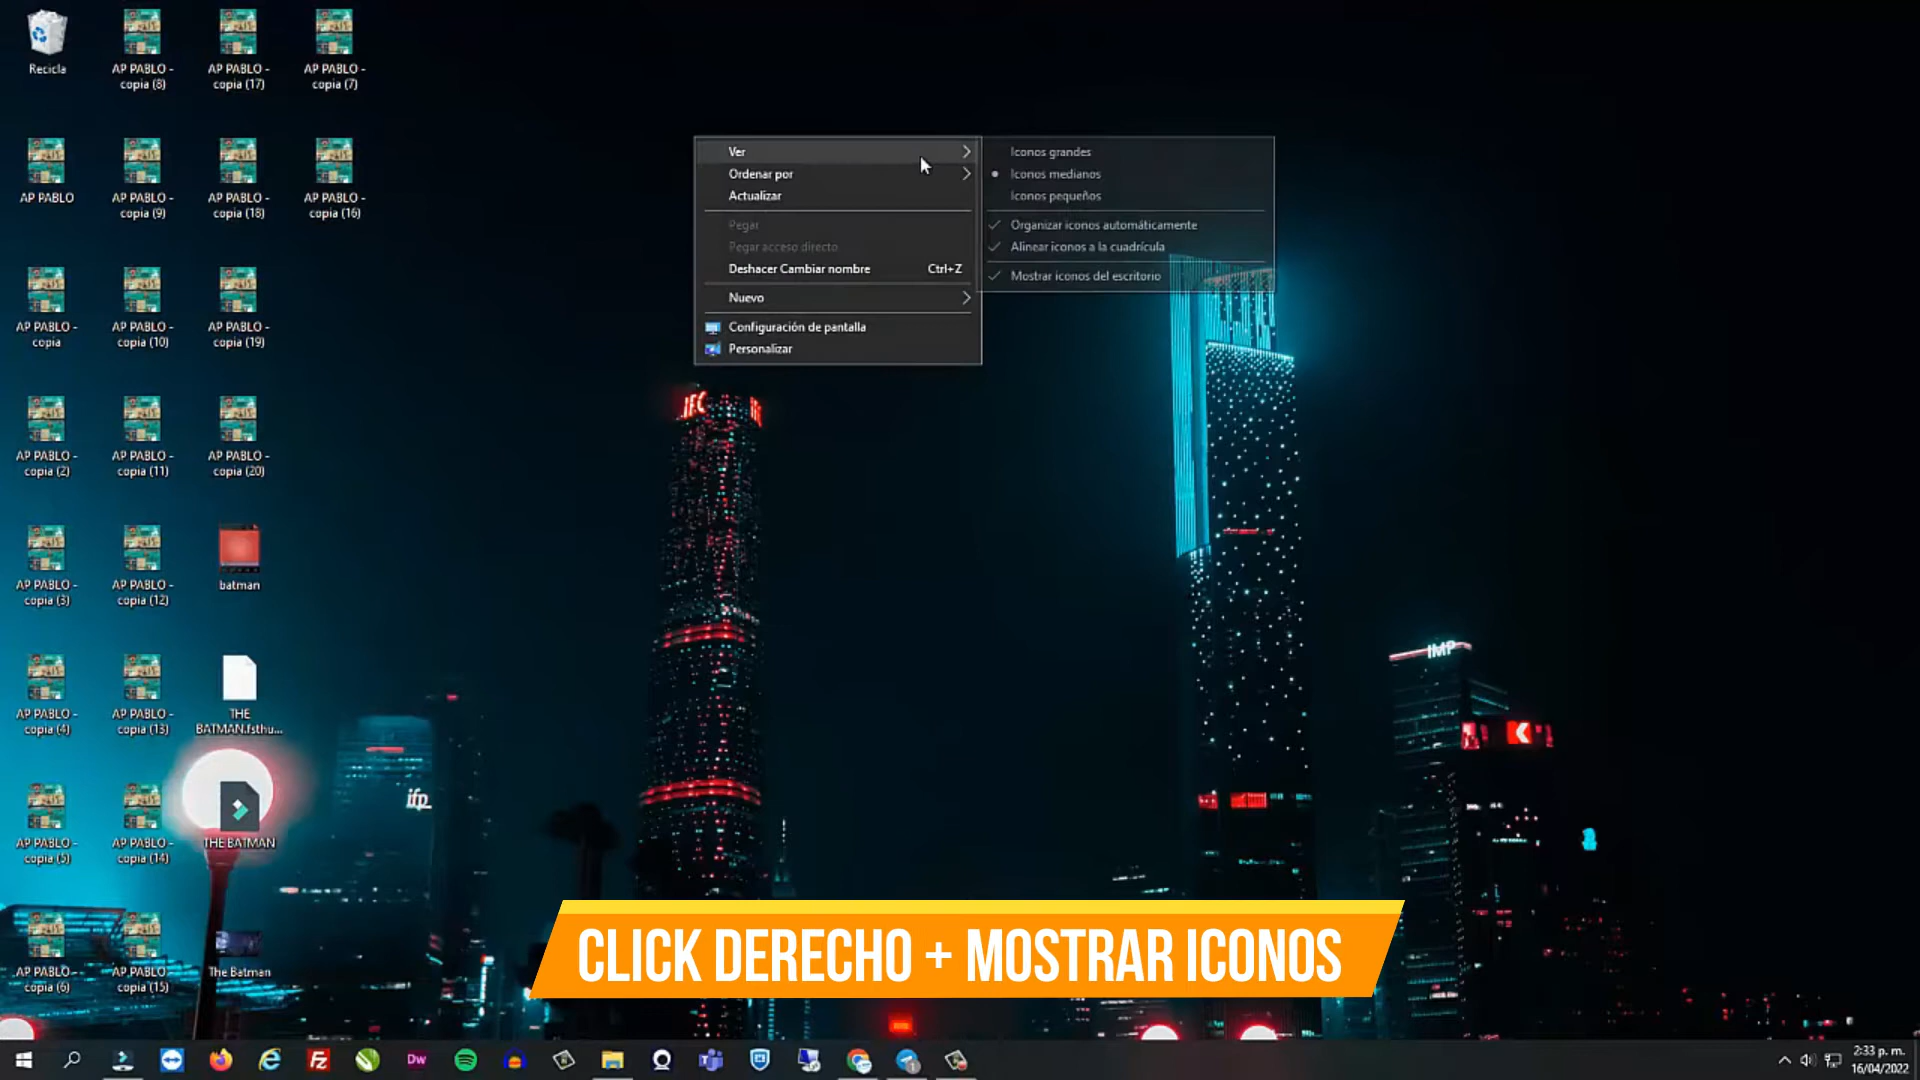 Recicla
AP PABLO -
copia (8)
AP PABLO -
copia (17)
AP PABLO -
copia (7)
AP PABLO
AP PABLO -
copia (9)
AP PABLO -
copia (18)
AP PABLO -
copia (16)
AP PABLO -
copia
AP PABLO -
copia (10)
AP PABLO -
copia (19)
AP PABLO -
copia (2)
AP PABLO -
copia (11)
AP PABLO -
copia (20)
AP PABLO -
copia (3)
AP PABLO -
copia (12)
batman
AP PABLO -
copia (4)
AP PABLO -
copia (13)
THE
BATMAN.fsthu...
AP PABLO -
copia (5)
AP PABLO -
copia (14)
THE BATMAN
AP PABLO -
copia (6)
AP PABLO -
copia (15)
The Batman
Ver
Ordenar por
Actualizar
Pegar
Pegar acceso directo
Deshacer Cambiar nombre Ctrl+Z
Nuevo
Configuración de pantalla
Personalizar
Iconos grandes
Iconos medianos
Iconos pequeños
Organizar iconos automáticamente
Alinear iconos a la cuadrícula
Mostrar iconos del escritorio
ifp
IMP
CLICK DERECHO + MOSTRAR ICONOS
Dw
1
2:33 p. m.
16/04/2022